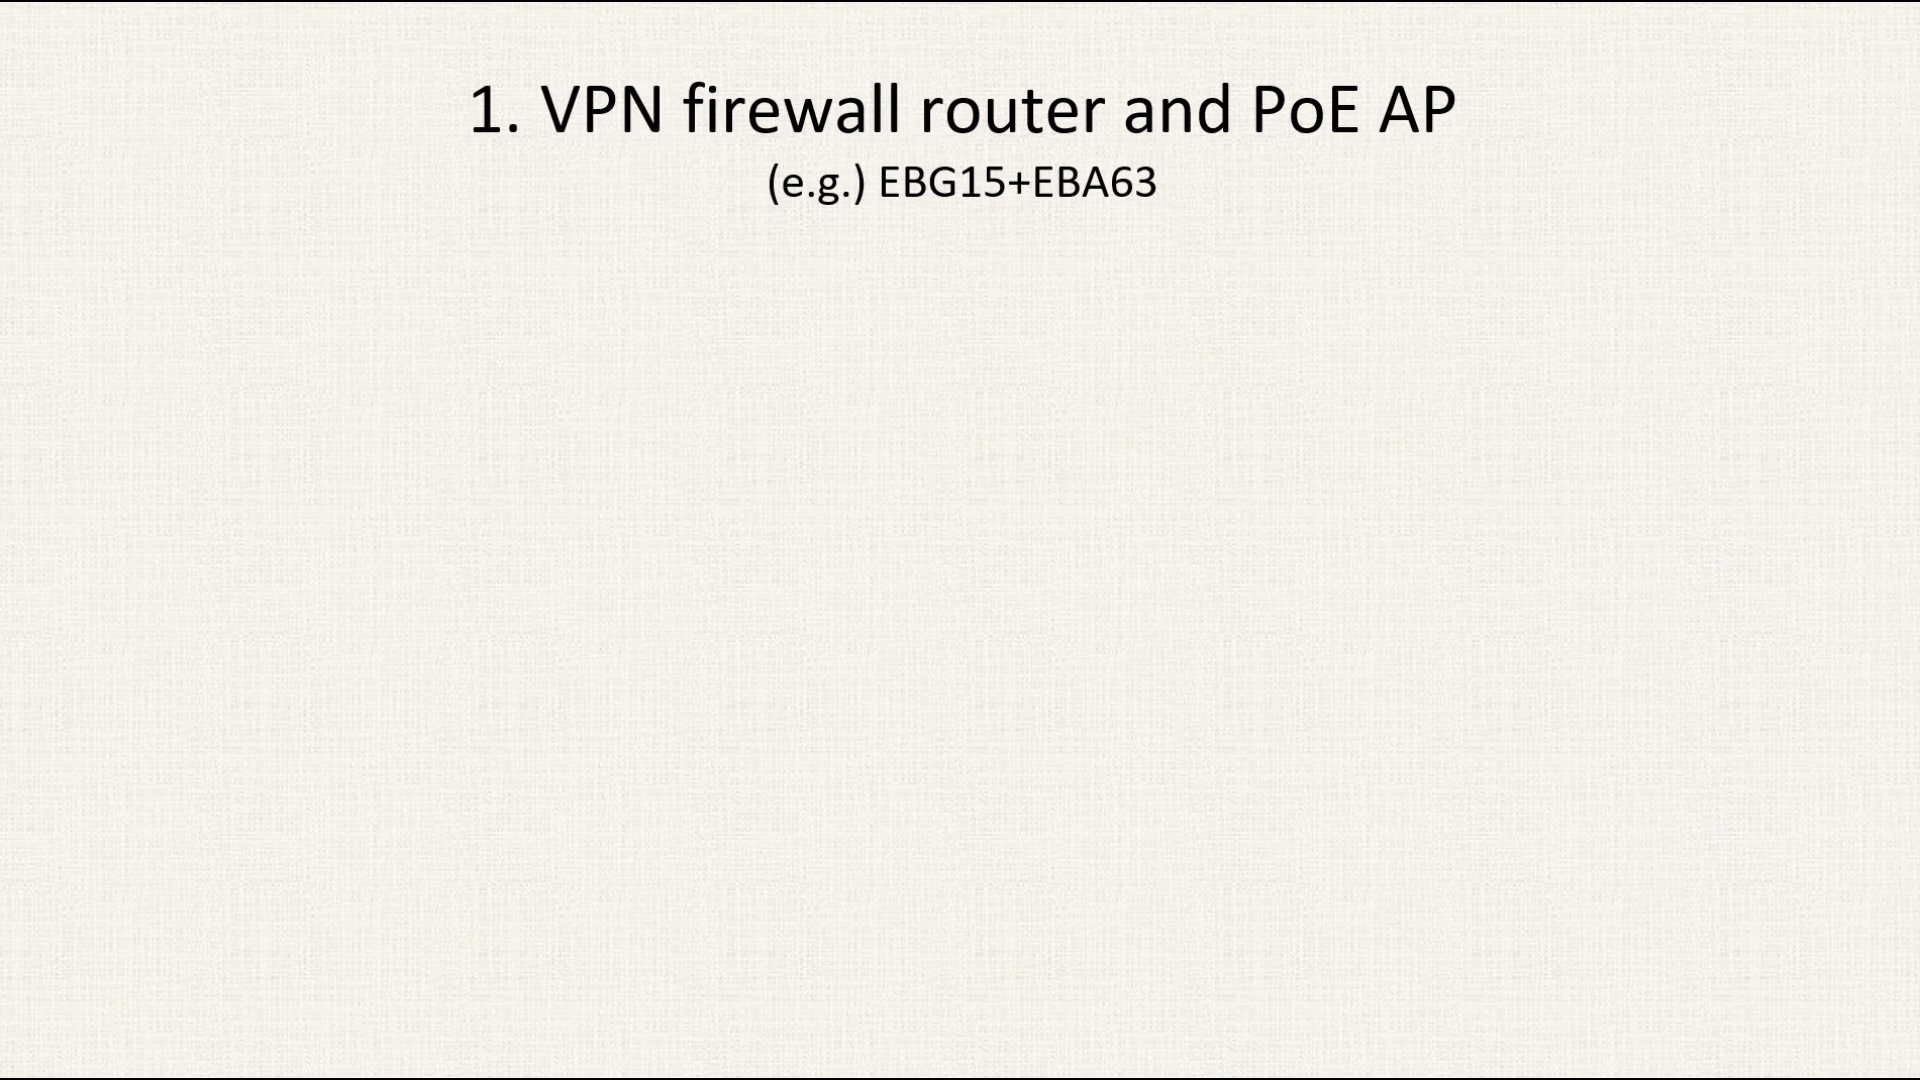 1. VPN firewall router and PoE AP
(e.g.) EBG15+EBA63